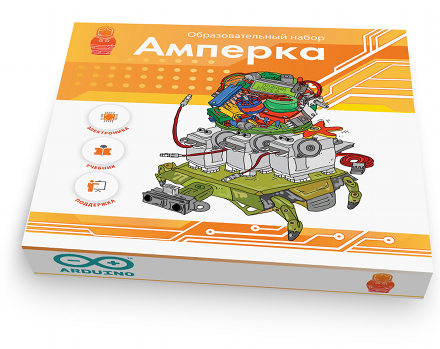 Образовательный набор
Амперка
ЭЛЕКТРОНИКА
УЧЕБНИК
ПОДДЕРЖКА
ARDUINO